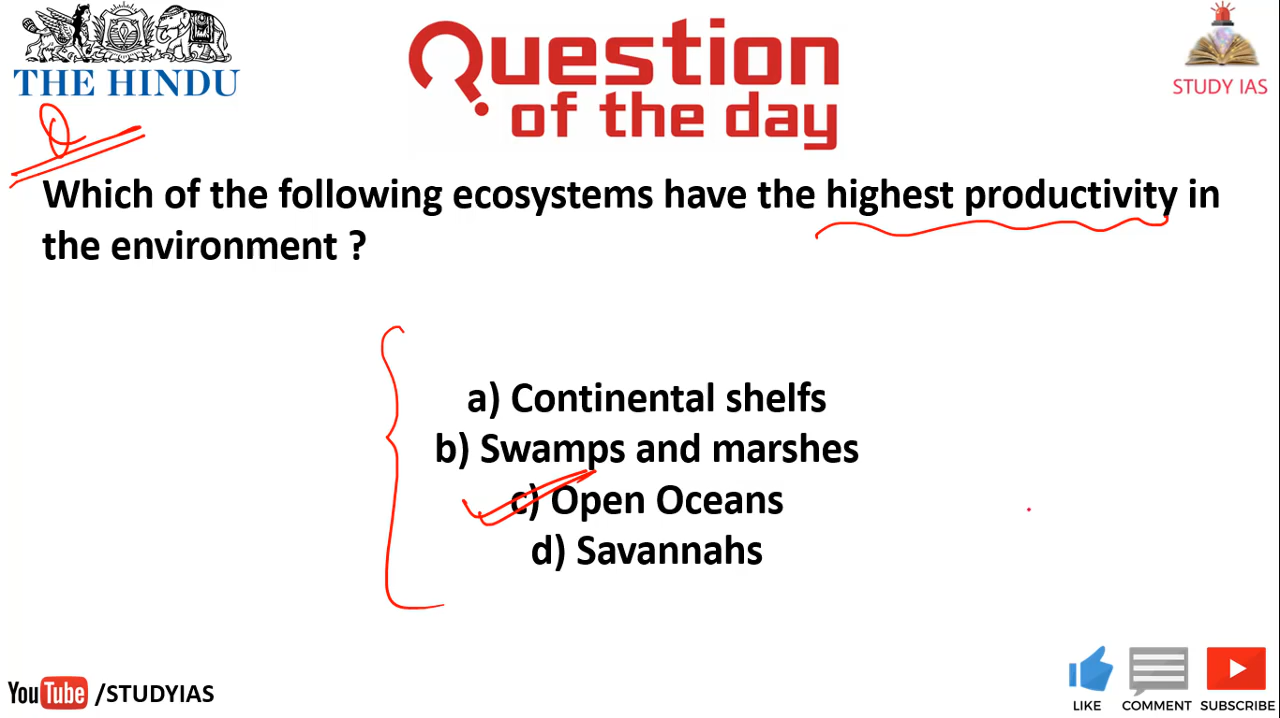 THE HINDU
Question
of the day
STUDY IAS
Q
Which of the following ecosystems have the highest productivity in
the environment ?
a) Continental shelfs
b) Swamps and marshes
c) Open Oceans
d) Savannahs
YouTube /STUDYIAS
LIKE COMMENT SUBSCRIBE